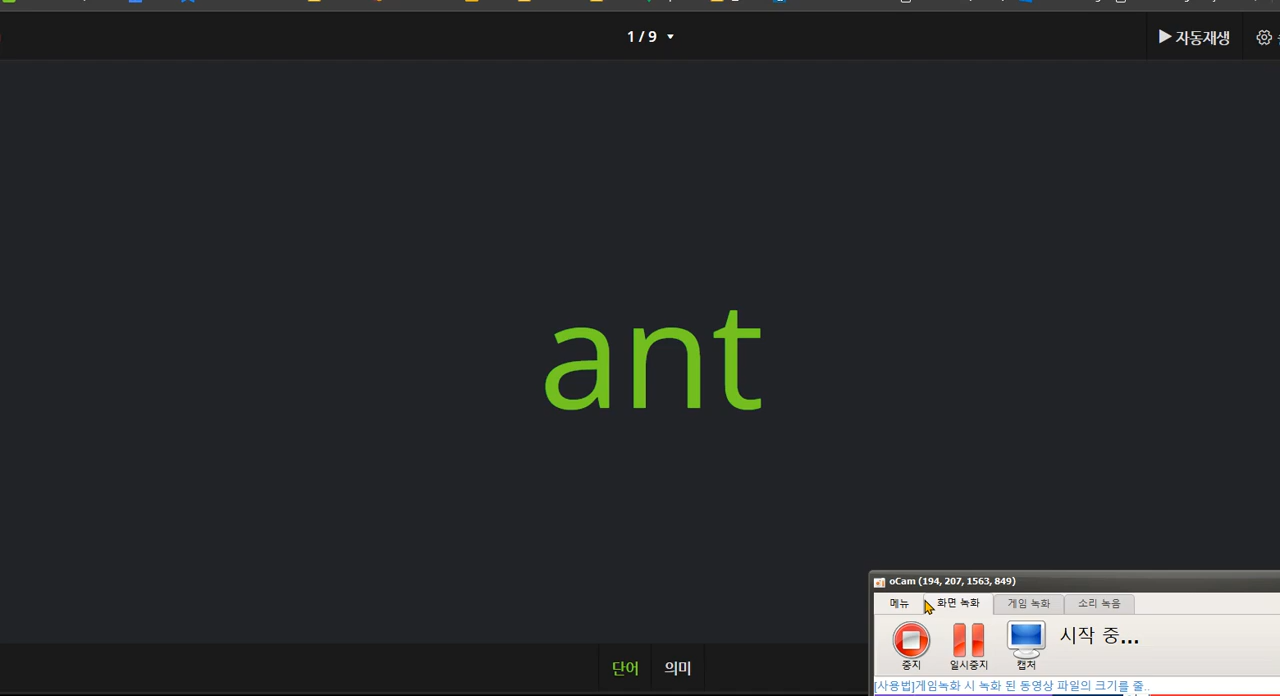 1 / 9
자동재생
ant
oCam (194, 207, 1563, 849)
메뉴
화면 녹화
게임 녹화
소리 녹음
시작 중...
중지
일시중지
캡처
단어
의미
[사용법]게임녹화 시 녹화 된 동영상 파일의 크기를 줄..